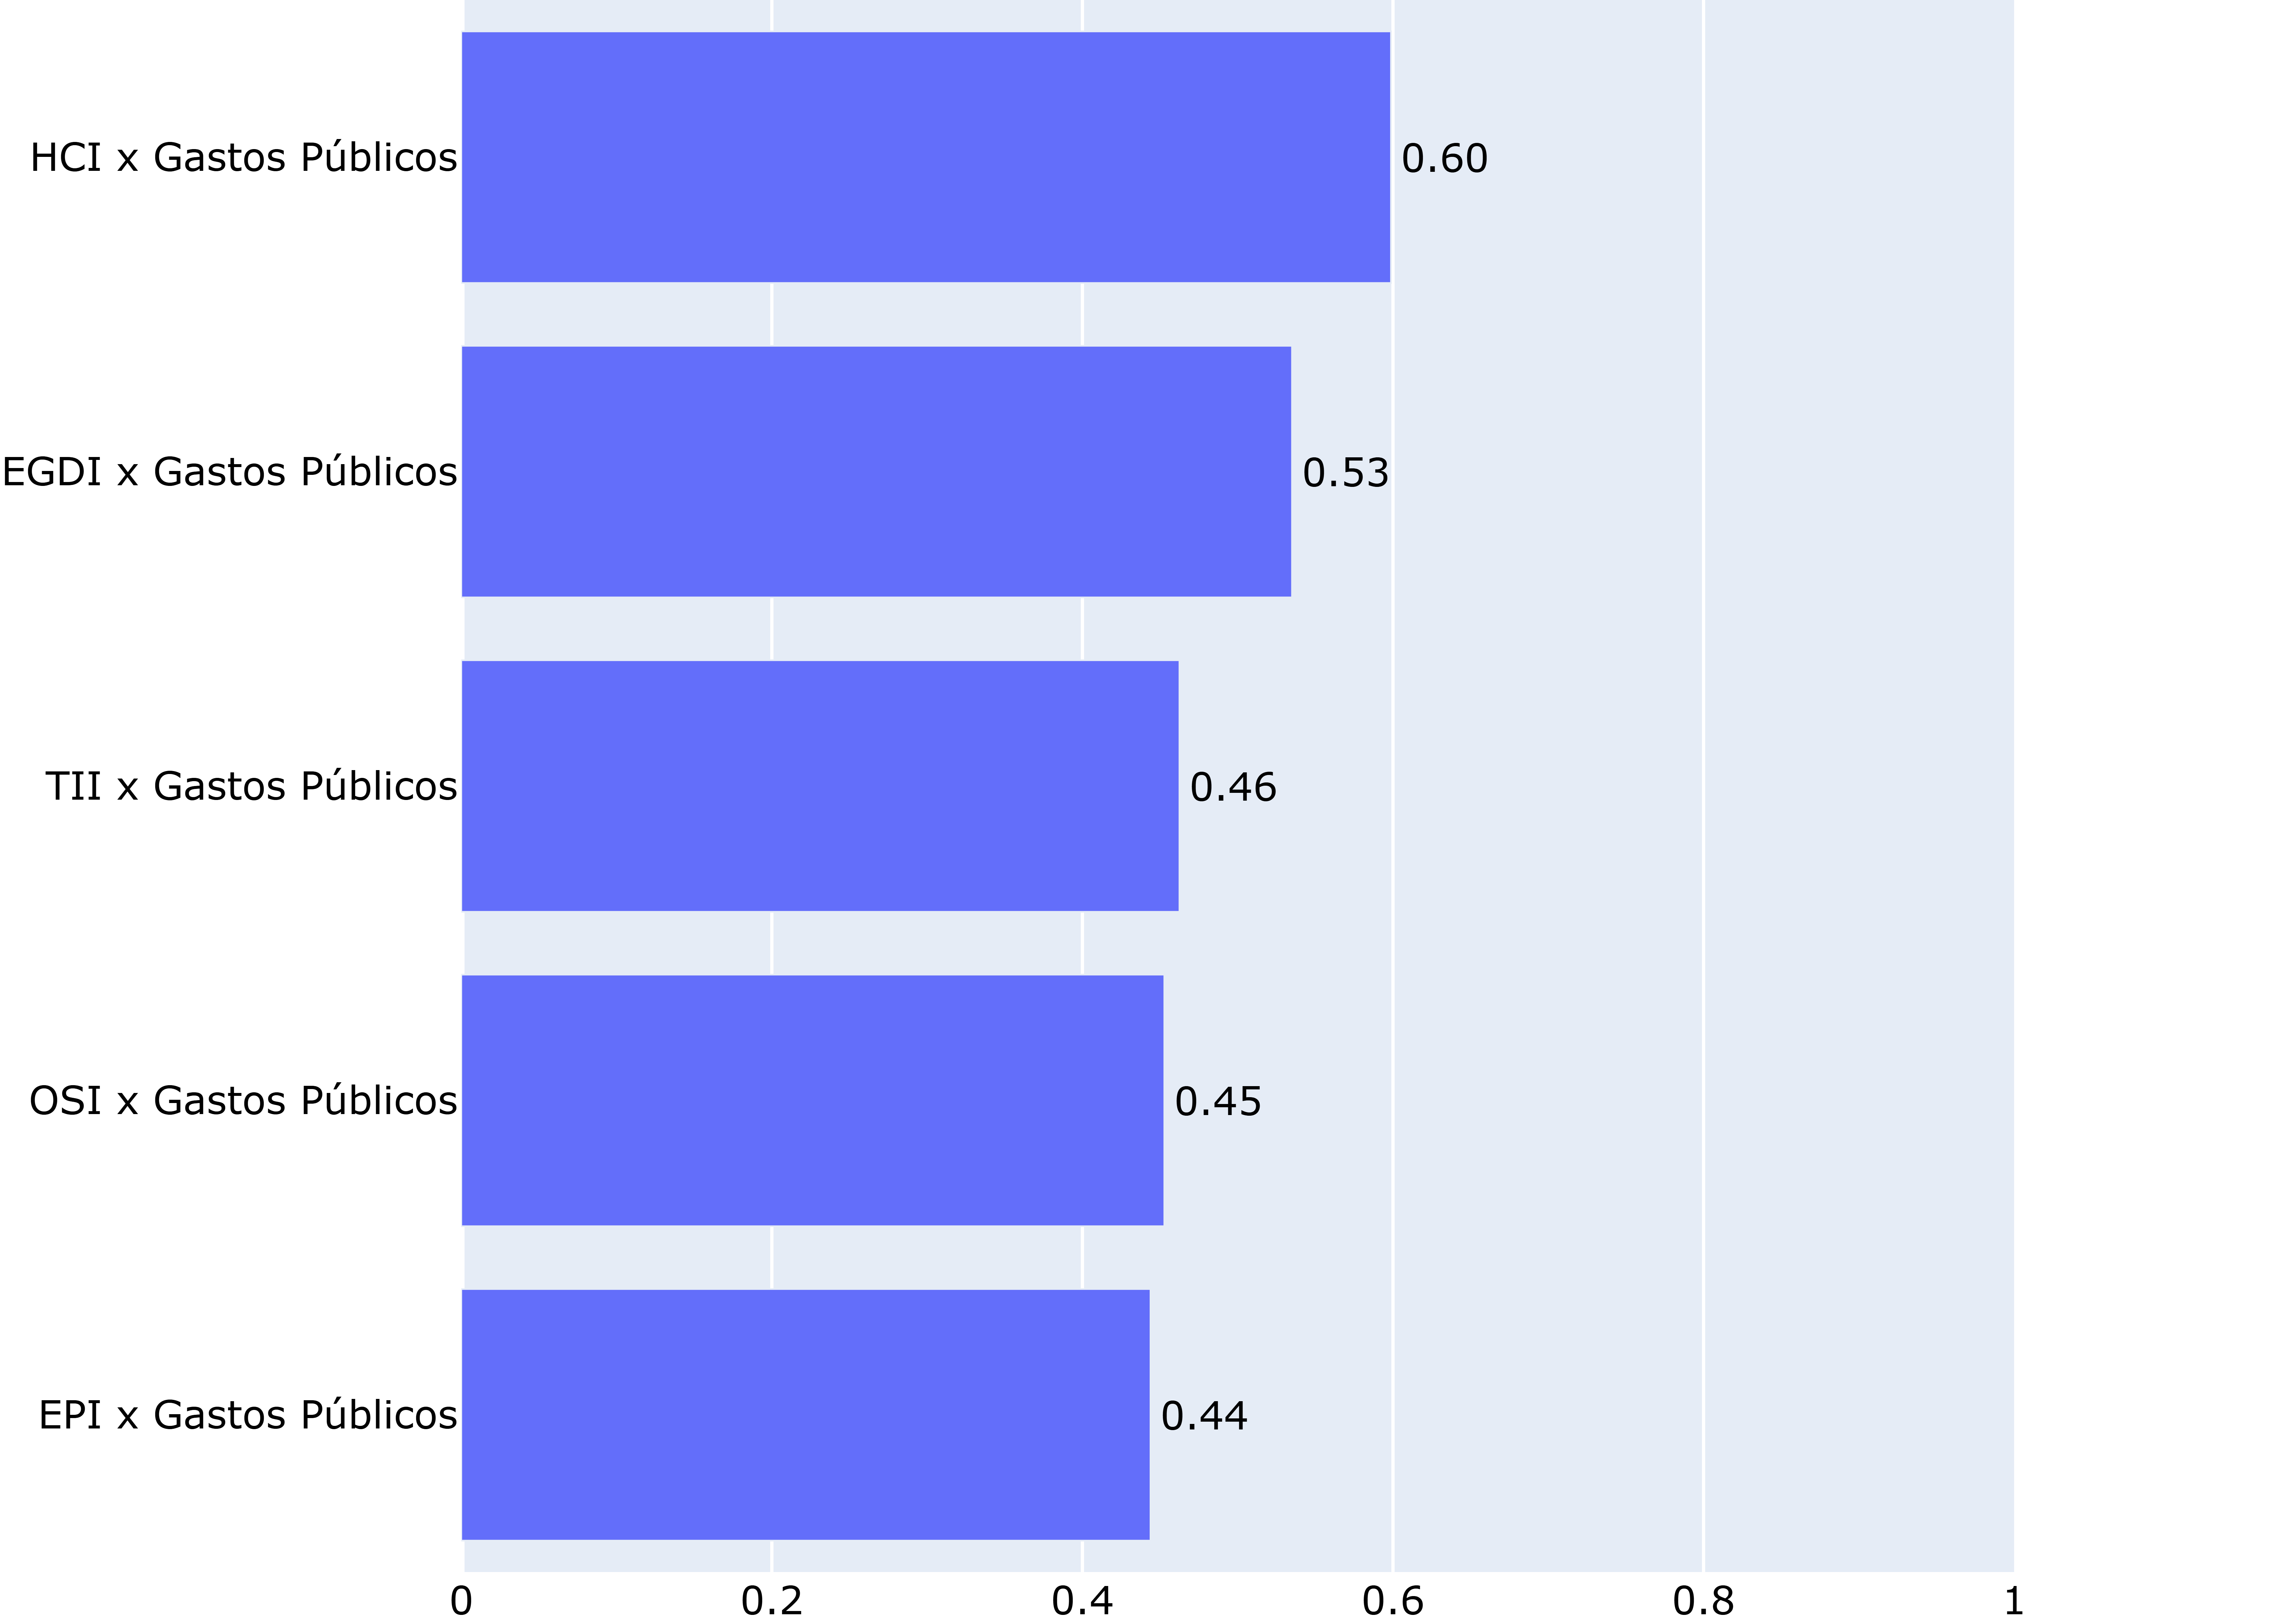 HCI x Gastos Públicos 0.60
EGDI x Gastos Públicos 0.53
TII x Gastos Públicos 0.46
OSI x Gastos Públicos 0.45
EPI x Gastos Públicos 0.44
0 0.2 0.4 0.6 0.8 1